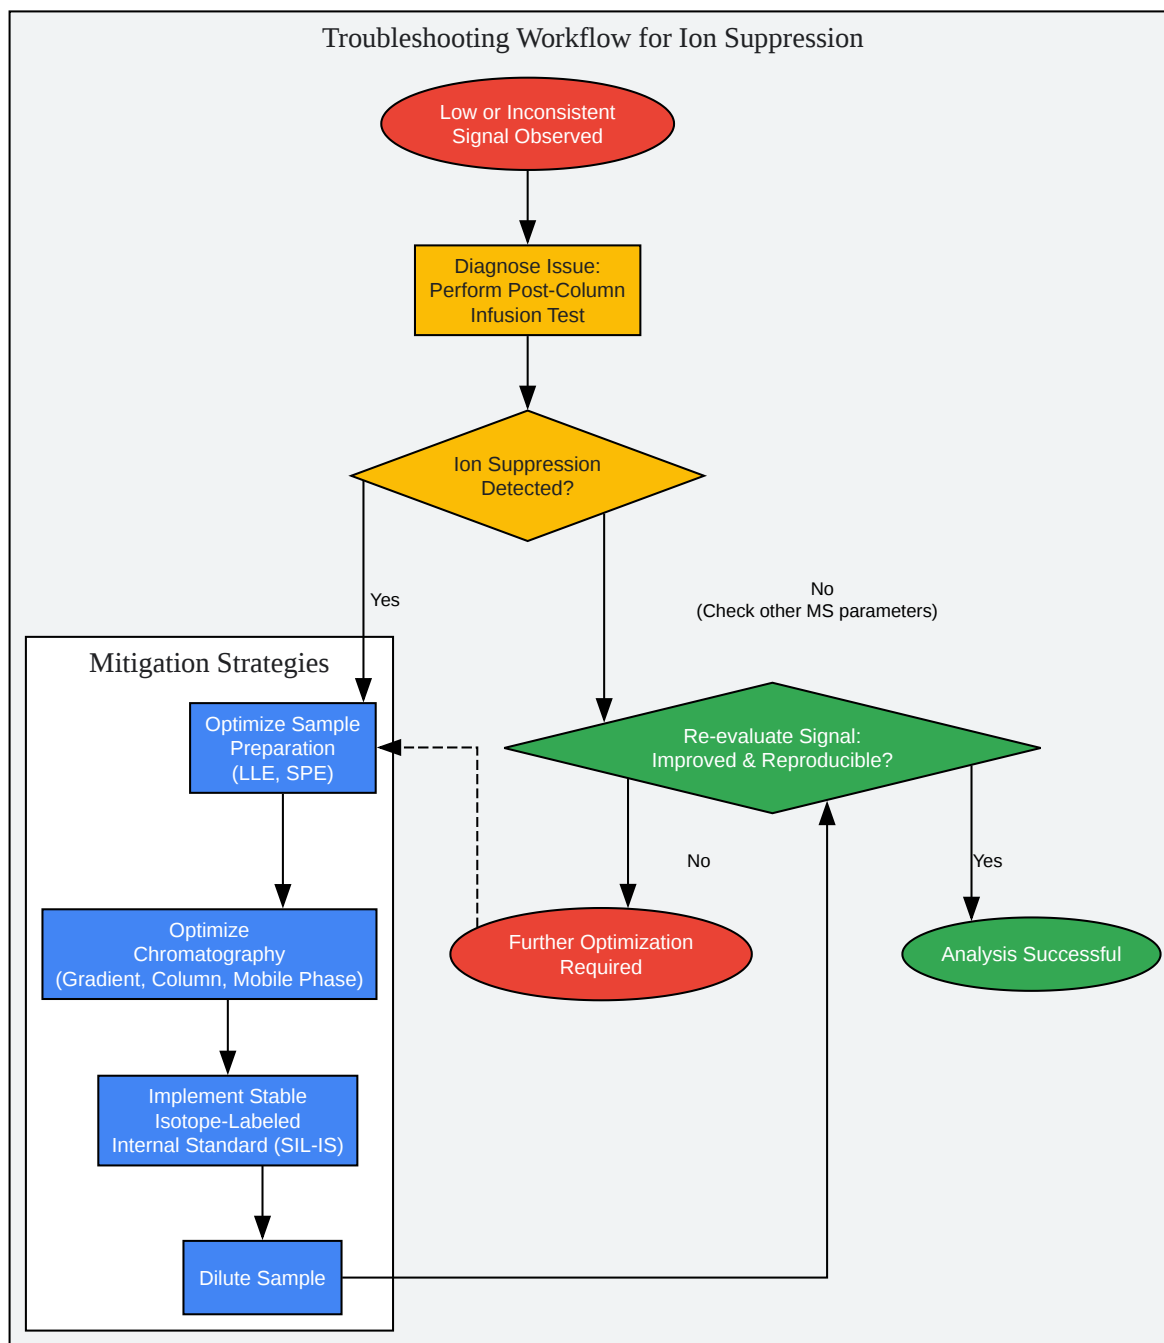 Troubleshooting Workflow for Ion Suppression
Low or Inconsistent
Signal Observed
Diagnose Issue:
Perform Post-Column
Infusion Test
Ion Suppression
Detected?
Yes
No
(Check other MS parameters)
Mitigation Strategies
Optimize Sample
Preparation
(LLE, SPE)
Re-evaluate Signal:
Improved & Reproducible?
No
Yes
Optimize
Chromatography
(Gradient, Column, Mobile Phase)
Further Optimization
Required
Analysis Successful
Implement Stable
Isotope-Labeled
Internal Standard (SIL-IS)
Dilute Sample